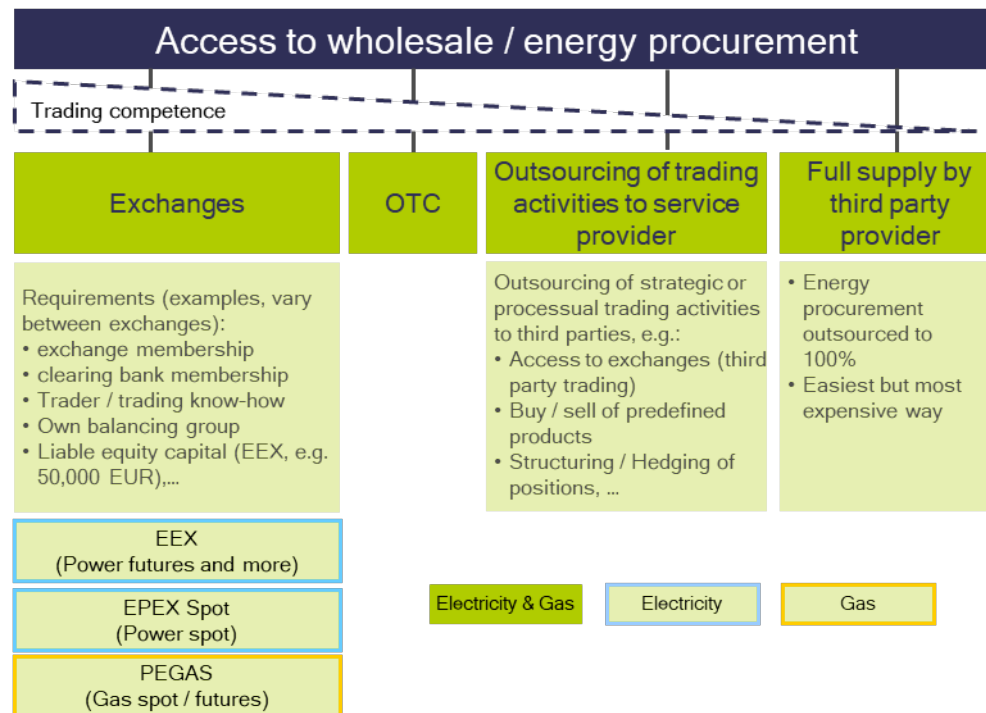 Access to wholesale / energy procurement
Trading competence
Exchanges
Requirements (examples, vary
between exchanges):
• exchange membership
• clearing bank membership
• Trader / trading know-how
• Own balancing group
• Liable equity capital (EEX, e.g.
50,000 EUR),...
EEX
(Power futures and more)
EPEX Spot
(Power spot)
PEGAS
(Gas spot / futures)
OTC
Outsourcing of trading
activities to service
provider
Outsourcing of strategic or
processual trading activities
to third parties, e.g.:
• Access to exchanges (third
party trading)
• Buy / sell of predefined
products
• Structuring / Hedging of
positions, ...
Full supply by
third party
provider
• Energy
procurement
outsourced to
100%
• Easiest but most
expensive way
Electricity & Gas
Electricity
Gas